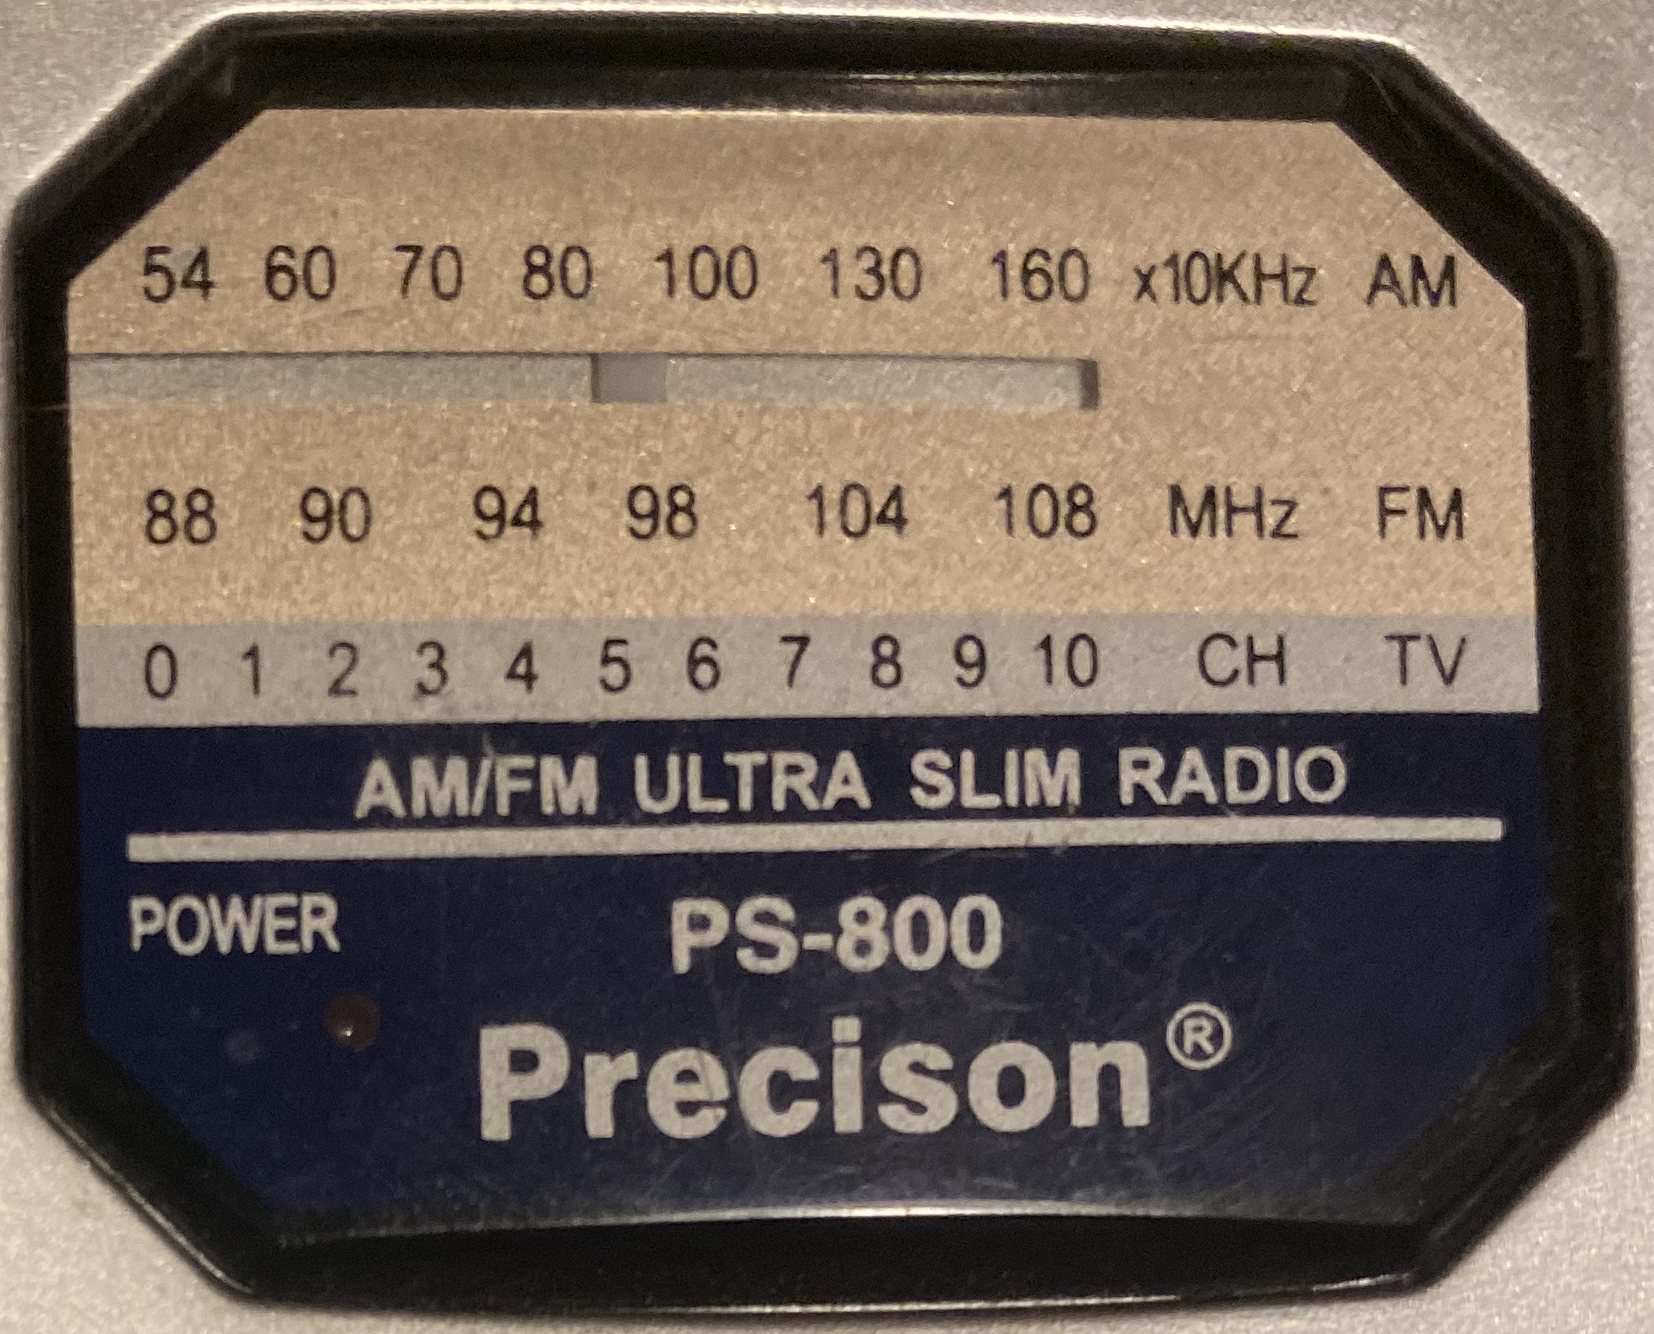 54 60 70 80 100 130 160 x10KHz AM
88 90 94 98 104 108 MHz FM
0 1 2 3 4 5 6 7 8 9 10 CH TV
AM/FM ULTRA SLIM RADIO
POWER PS-800
Precison®